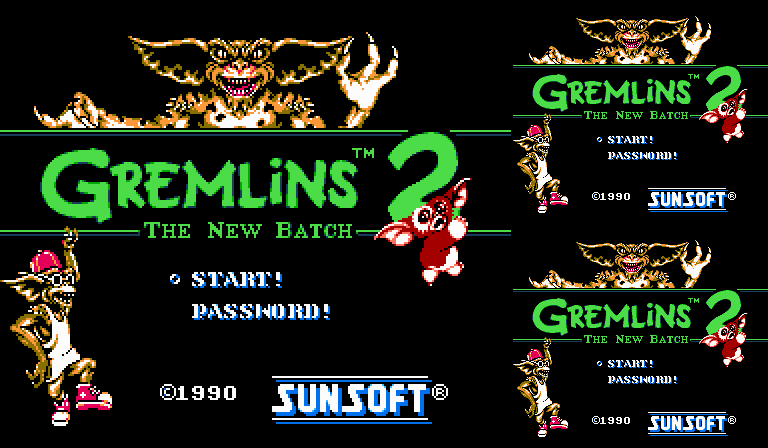 GREMLiNS™ 2
THE NEW BATCH
START!
PASSWORD!
©1990 SUNSOFT®
GREMLiNS™ 2
THE NEW BATCH
START!
PASSWORD!
©1990 SUNSOFT®
GREMLiNS™ 2
THE NEW BATCH
START!
PASSWORD!
©1990 SUNSOFT®